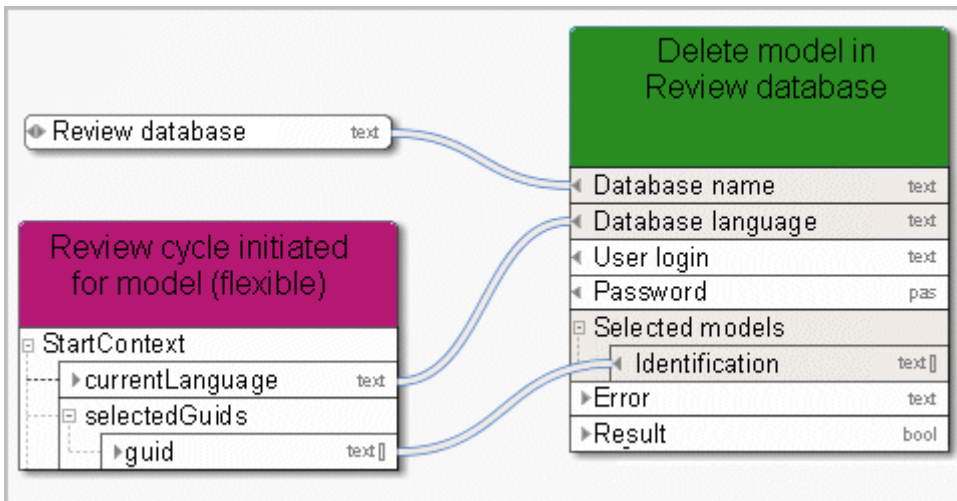 Review database text
Review cycle initiated
for model (flexible)
StartContext
currentLanguage text
selectedGuids
guid text[]
Delete model in
Review database
Database name text
Database language text
User login text
Password pas
Selected models
Identification text[]
Error text
Result bool